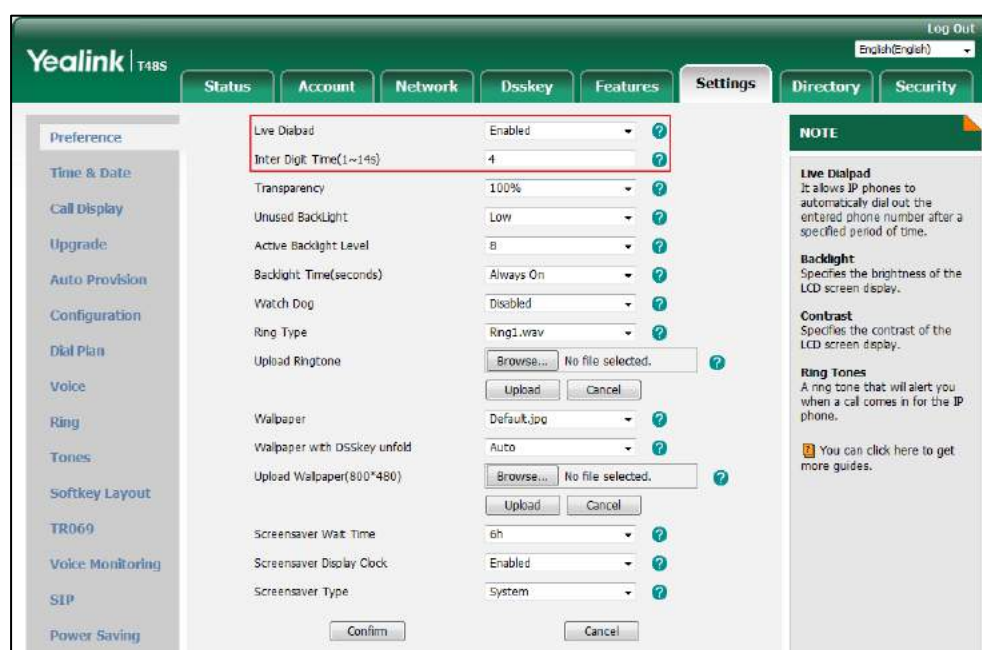 Log Out
Yealink T48S
English(English)
Status Account Network Dsskey Features Settings Directory Security
Preference
Time & Date
Call Display
Upgrade
Auto Provision
Configuration
Dial Plan
Voice
Ring
Tones
Softkey Layout
TR069
Voice Monitoring
SIP
Power Saving
Live Dialpad Enabled
Inter Digit Time(1~14s) 4
Transparency 100%
Unused BackLight Low
Active Backlight Level 8
Backlight Time(seconds) Always On
Watch Dog Disabled
Ring Type Ring1.wav
Upload Ringtone Browse... No file selected.
Upload Cancel
Wallpaper Default.jpg
Wallpaper with DSSkey unfold Auto
Upload Wallpaper(800*480) Browse... No file selected.
Upload Cancel
Screensaver Wait Time 6h
Screensaver Display Clock Enabled
Screensaver Type System
Confirm Cancel
NOTE
Live Dialpad
It allows IP phones to
automatically dial out the
entered phone number after a
specified period of time.
Backlight
Specifies the brightness of the
LCD screen display.
Contrast
Specifies the contrast of the
LCD screen display.
Ring Tones
A ring tone that will alert you
when a call comes in for the IP
phone.
You can click here to get
more guides.